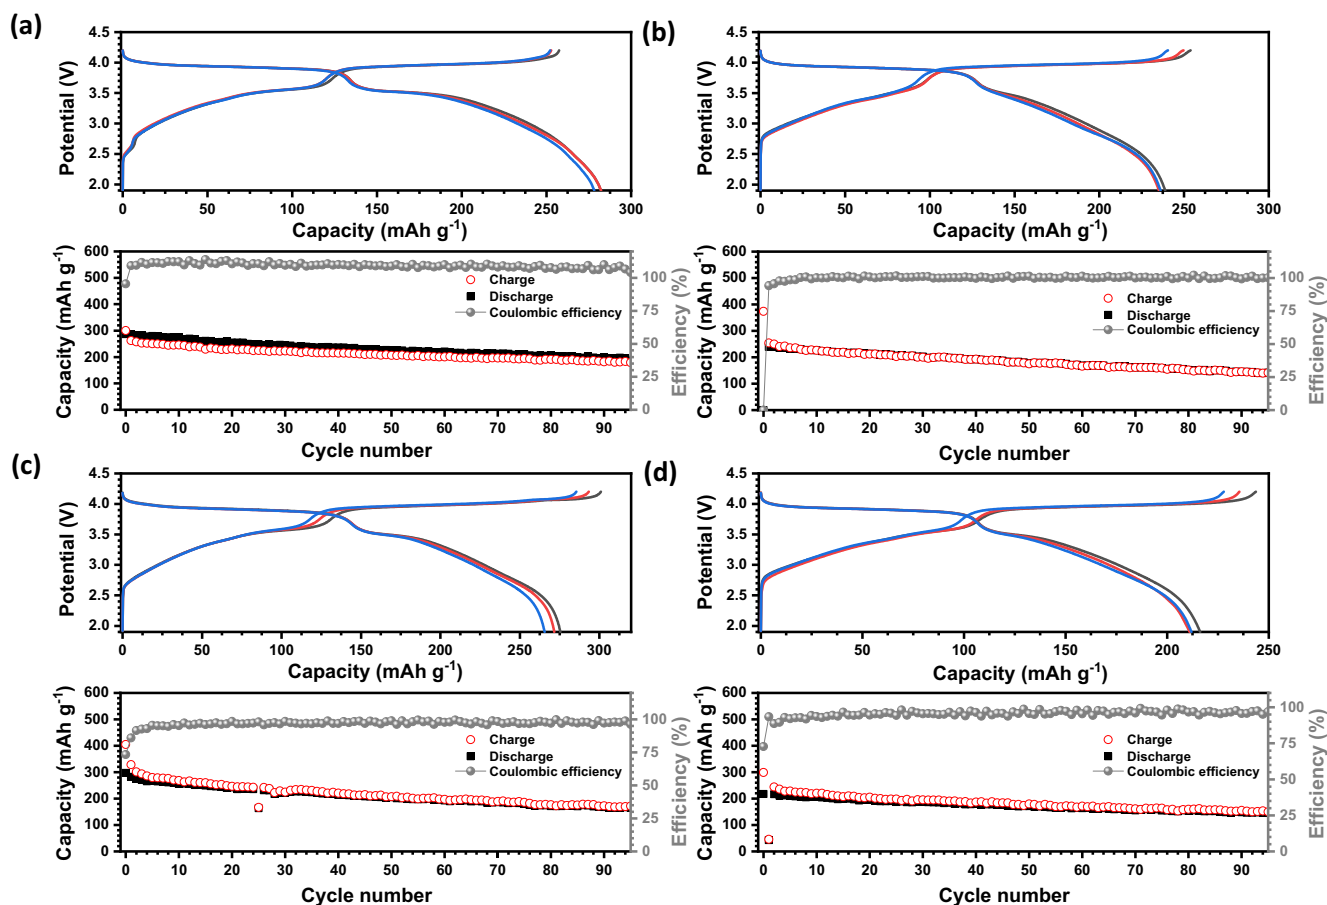 (a)
4.5
4.0
3.5
3.0
2.5
2.0
Potential (V)
0 50 100 150 200 250 300
Capacity (mAh g⁻¹)
600
500
400
300
200
100
0
Capacity (mAh g⁻¹)
Charge
Discharge
Coulombic efficiency
100
75
50
25
0
Efficiency (%)
0 10 20 30 40 50 60 70 80 90
Cycle number
(b)
4.5
4.0
3.5
3.0
2.5
2.0
Potential (V)
0 50 100 150 200 250 300
Capacity (mAh g⁻¹)
600
500
400
300
200
100
0
Capacity (mAh g⁻¹)
Charge
Discharge
Coulombic efficiency
100
75
50
25
0
Efficiency (%)
0 10 20 30 40 50 60 70 80 90
Cycle number
(c)
4.5
4.0
3.5
3.0
2.5
2.0
Potential (V)
0 50 100 150 200 250 300
Capacity (mAh g⁻¹)
600
500
400
300
200
100
0
Capacity (mAh g⁻¹)
Charge
Discharge
Coulombic efficiency
100
75
50
25
0
Efficiency (%)
0 10 20 30 40 50 60 70 80 90
Cycle number
(d)
4.5
4.0
3.5
3.0
2.5
2.0
Potential (V)
0 50 100 150 200 250
Capacity (mAh g⁻¹)
600
500
400
300
200
100
0
Capacity (mAh g⁻¹)
Charge
Discharge
Coulombic efficiency
100
75
50
25
0
Efficiency (%)
0 10 20 30 40 50 60 70 80 90
Cycle number